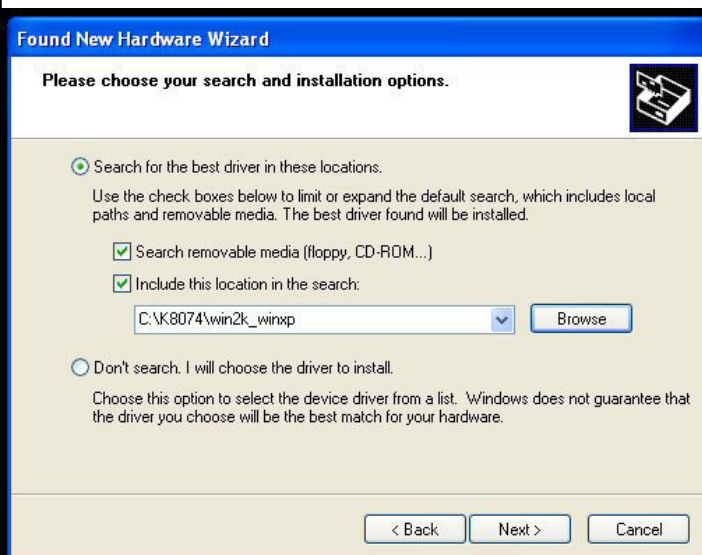 Found New Hardware Wizard
Please choose your search and installation options.
Search for the best driver in these locations.
Use the check boxes below to limit or expand the default search, which includes local
paths and removable media. The best driver found will be installed.
Search removable media (floppy, CD-ROM...)
Include this location in the search:
C:\K8074\win2k_winxp
Browse
Don't search. I will choose the driver to install.
Choose this option to select the device driver from a list. Windows does not guarantee that
the driver you choose will be the best match for your hardware.
< Back Next > Cancel